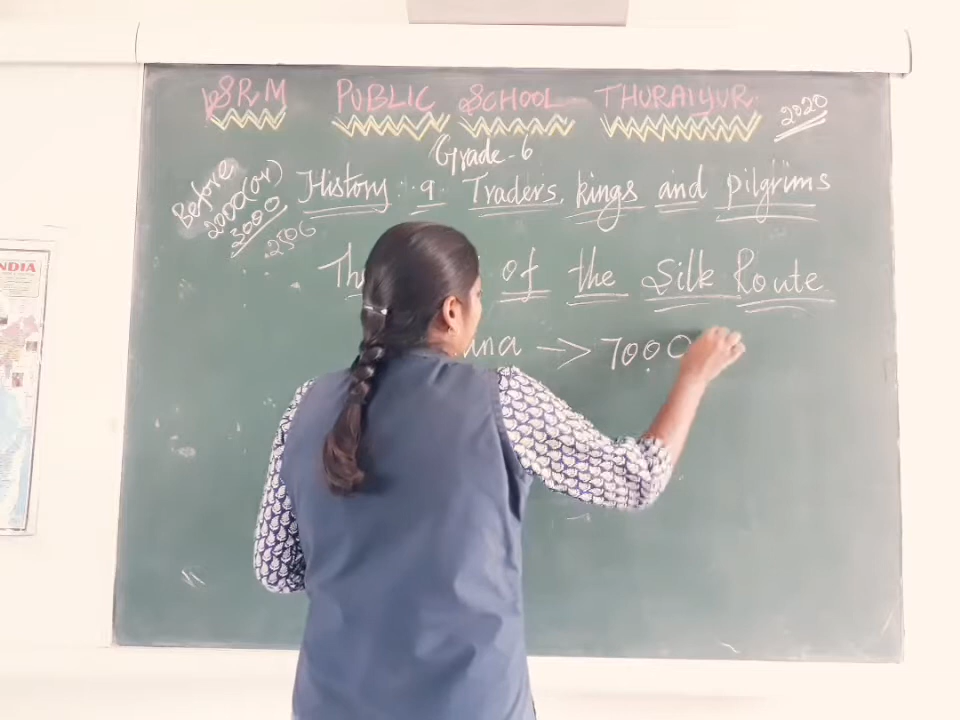 SRM PUBLIC SCHOOL - THURAIYUR
2020
Grade-6
Before
2000 (or)
3000
2506
History : 9 Traders, kings and pilgrims
of the Silk Route
→ 7000
INDIA